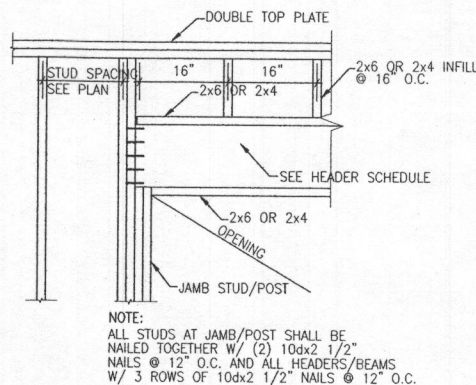 DOUBLE TOP PLATE
STUD SPACING
SEE PLAN
16"
16"
2x6 OR 2x4 INFILL
@ 16" O.C.
2x6 OR 2x4
SEE HEADER SCHEDULE
2x6 OR 2x4
OPENING
JAMB STUD/POST
NOTE:
ALL STUDS AT JAMB/POST SHALL BE
NAILED TOGETHER W/ (2) 10dx2 1/2"
NAILS @ 12" O.C. AND ALL HEADERS/BEAMS
W/ 3 ROWS OF 10dx2 1/2" NAILS @ 12" O.C.